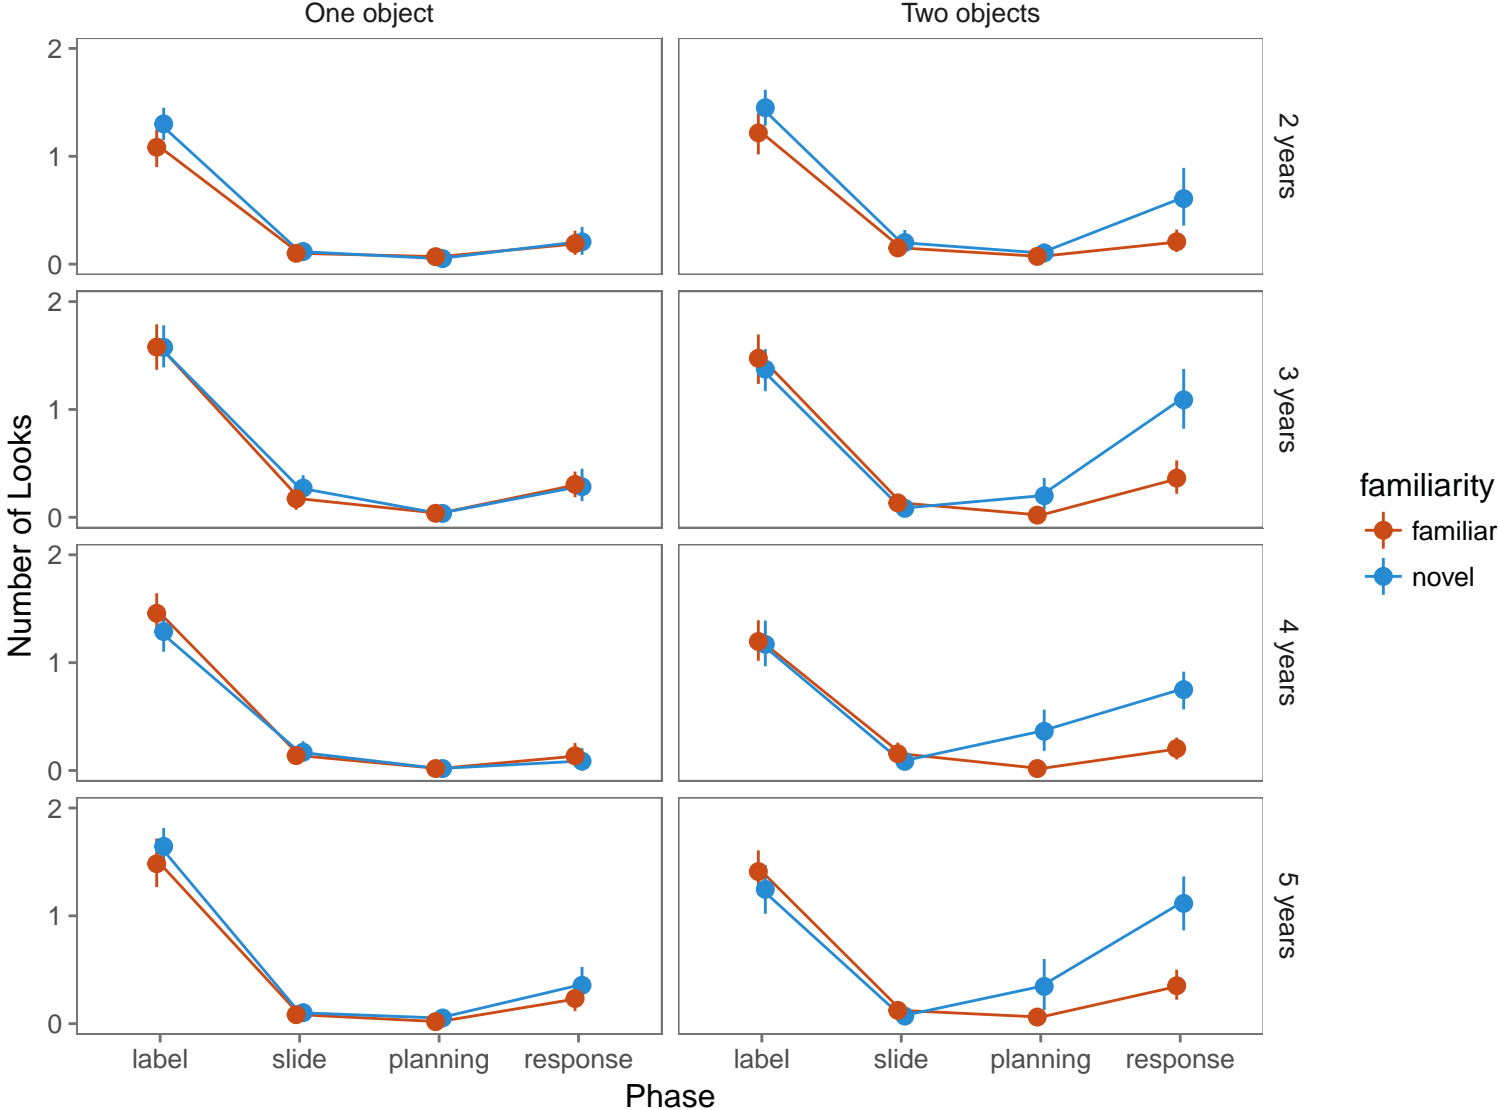 One object
Two objects
2
1
0
2 years
2
1
0
3 years
Number of Looks
familiarity
familiar
novel
2
1
0
4 years
2
1
0
5 years
label slide planning response
label slide planning response
Phase